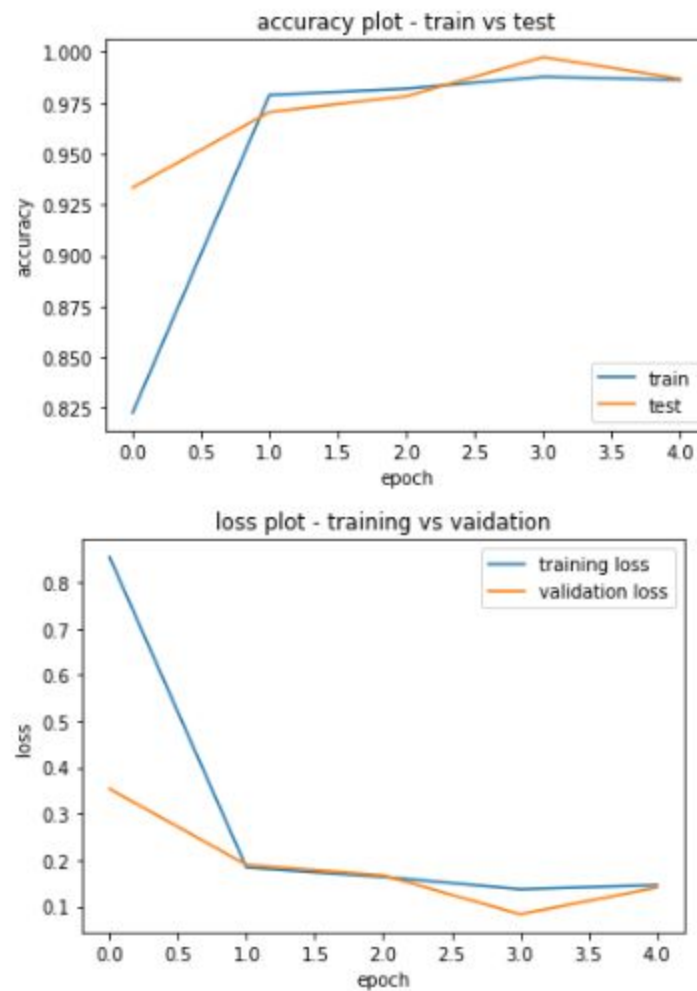 accuracy plot - train vs test
1.000
0.975
0.950
0.925
0.900
0.875
0.850
0.825
accuracy
train
test
0.0 0.5 1.0 1.5 2.0 2.5 3.0 3.5 4.0
epoch
loss plot - training vs vaidation
0.8
0.7
0.6
0.5
0.4
0.3
0.2
0.1
loss
training loss
validation loss
0.0 0.5 1.0 1.5 2.0 2.5 3.0 3.5 4.0
epoch